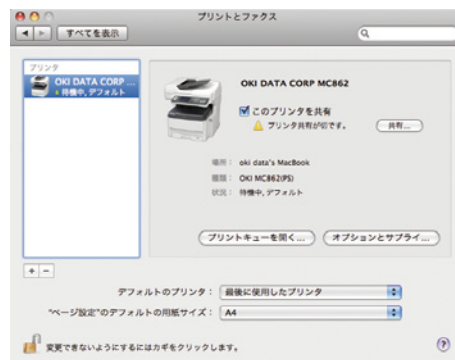 プリントとファクス
すべてを表示
プリンタ
OKI DATA CORP ...
待機中, デフォルト
OKI DATA CORP MC862
このプリンタを共有
プリンタ共有が切です。
共有...
場所： oki data's MacBook
種類： OKI MC862(PS)
状況： 待機中, デフォルト
プリントキューを開く...
オプションとサプライ...
+ −
デフォルトのプリンタ： 最後に使用したプリンタ
"ページ設定"のデフォルトの用紙サイズ： A4
変更できないようにするにはカギをクリックします。
?